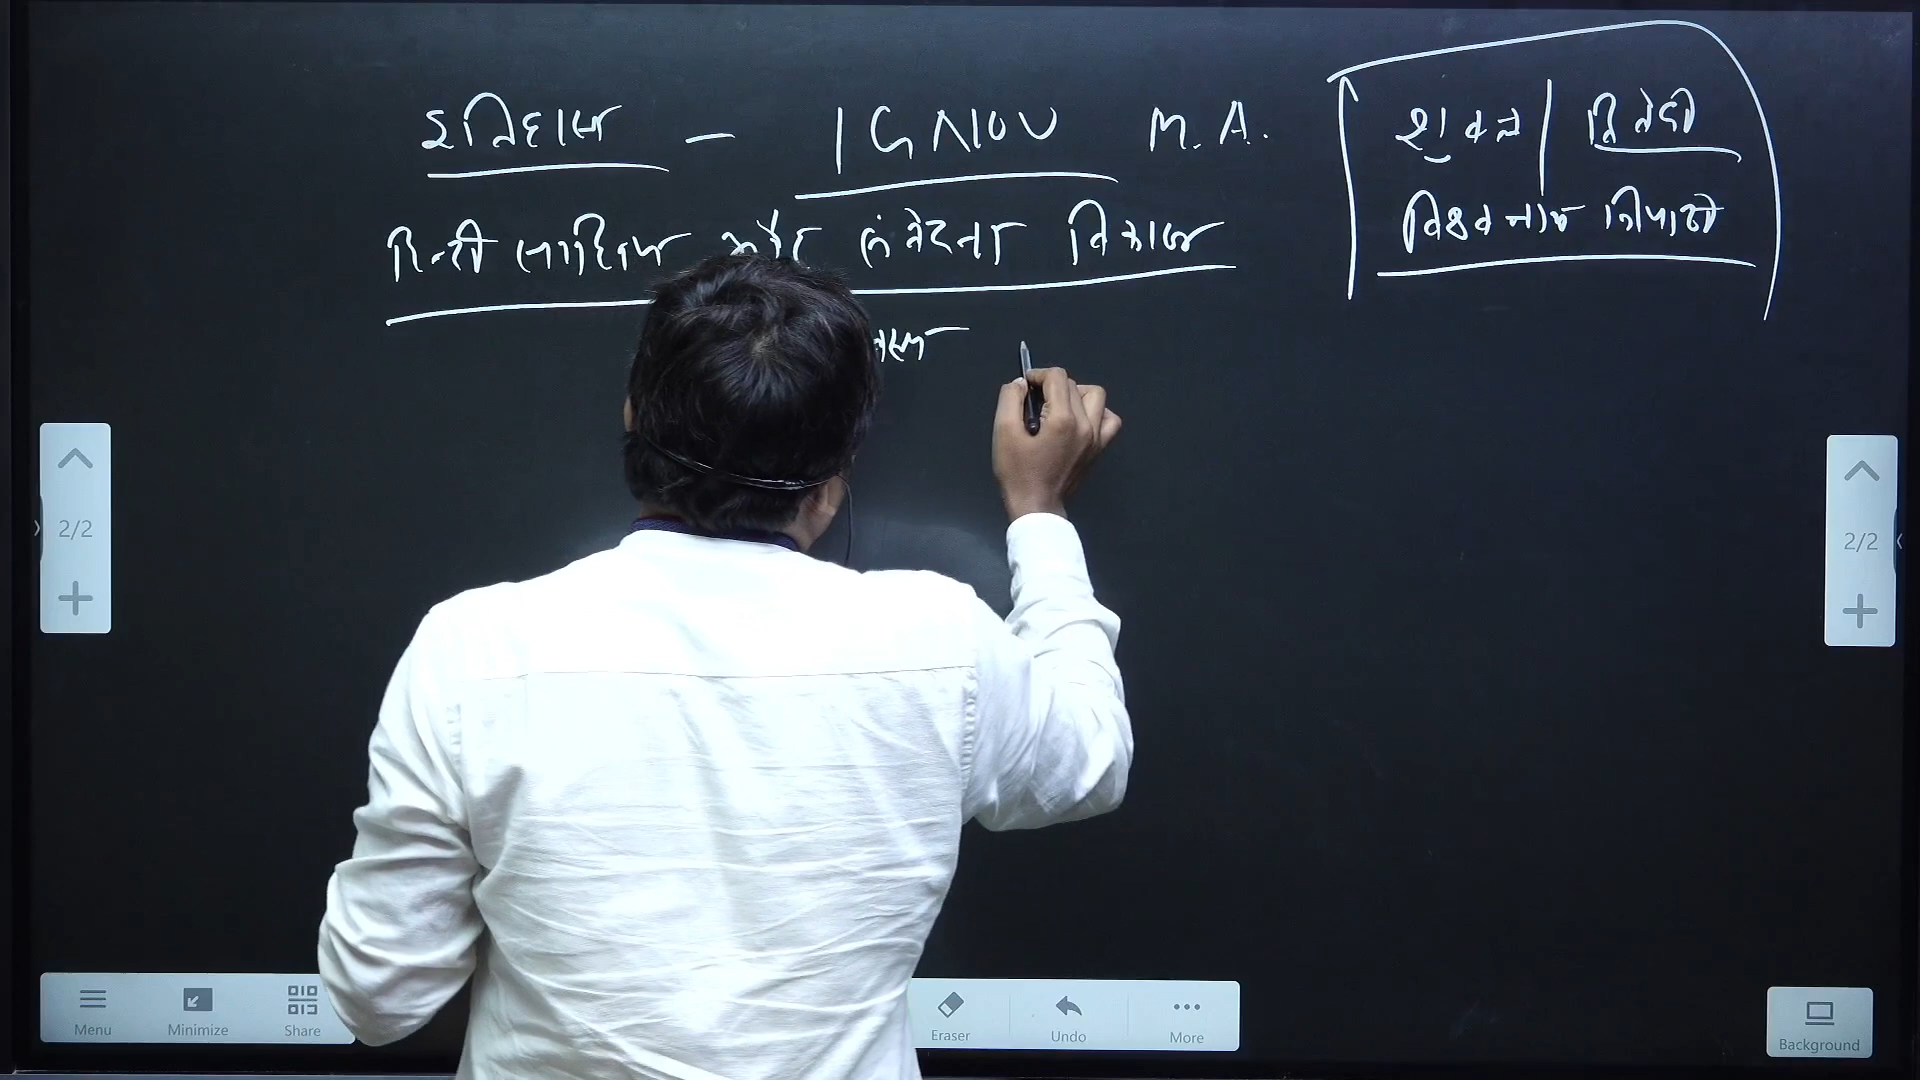 इतिहास - IGNOU M.A.
शुक्ल | द्विवेदी
विश्वनाथ त्रिपाठी
हिन्दी साहित्य और संवेदना विकास
2/2
2/2
Menu Minimize Share Eraser Undo More
Background